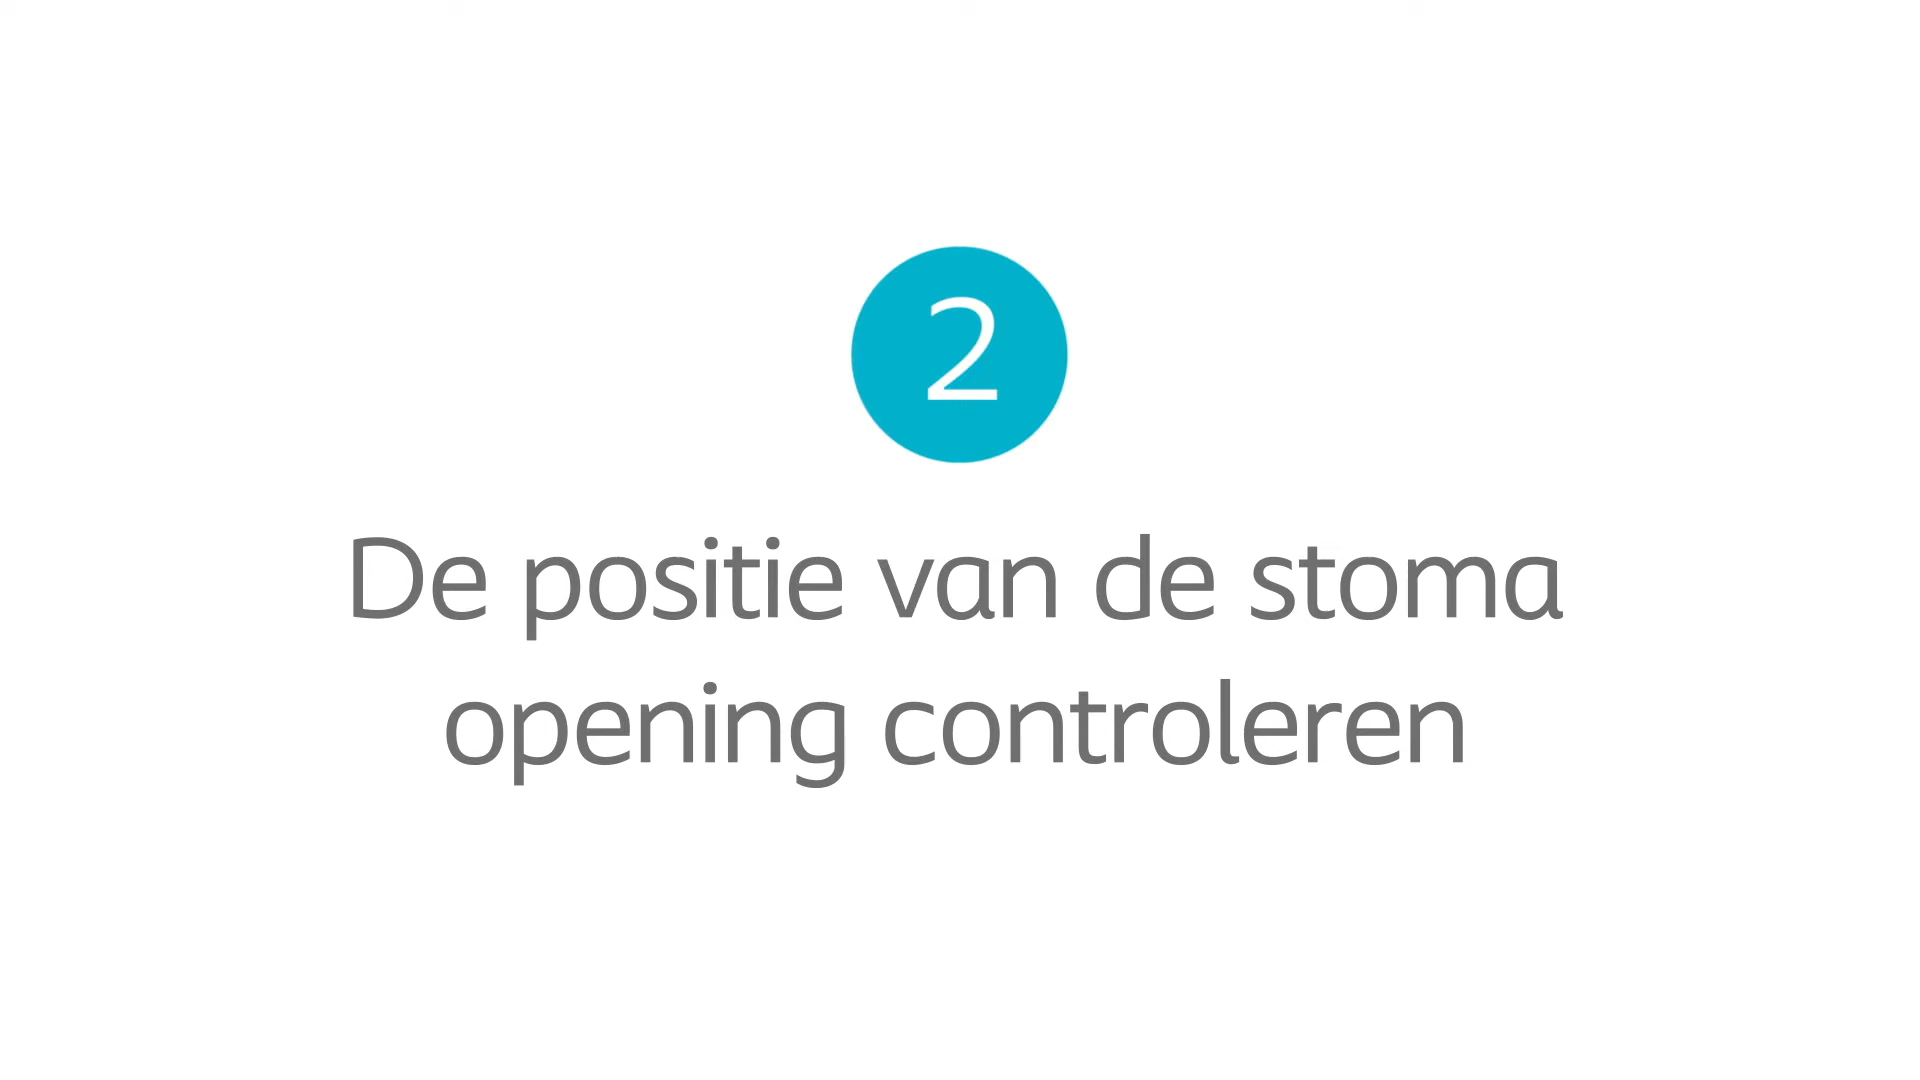 2
De positie van de stoma
opening controleren